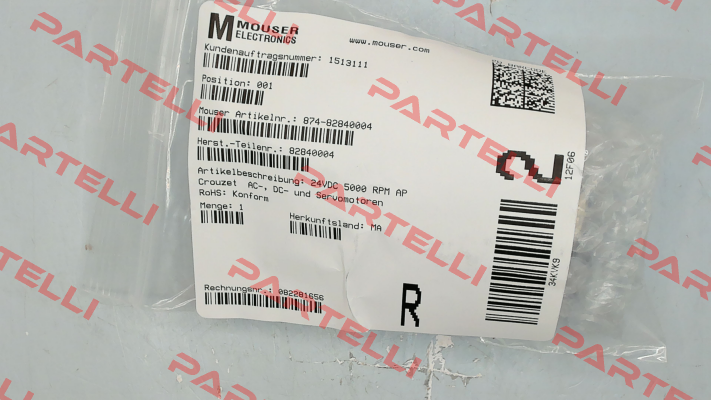 MOUSER
ELECTRONICS
www.mouser.com
Kundenauftragsnummer: 1513111
Position: 001
Mouser Artikelnr.: 874-82840004
Herst.-Teilenr.: 82840004
Artikelbeschreibung: 24VDC 5000 RPM AP
Crouzet AC-, DC- und Servomotoren
RoHS: Konform
Menge: 1
Herkunftsland: MA
Rechnungsnr.: 082281656
R
2
12F06
34KVK9
PARTELLI
PARTELLI
PARTELLI
PARTELLI
PARTELLI
PARTELLI
PARTELLI
PARTELLI
PARTELLI